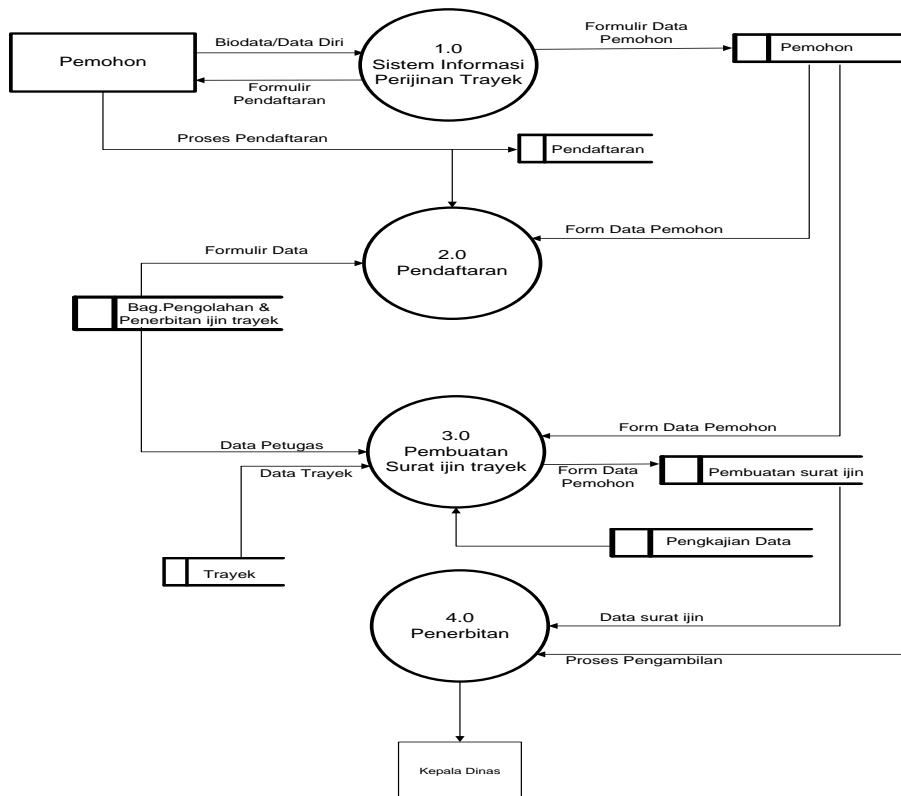 Pemohon
Biodata/Data Diri
Formulir
Pendaftaran
1.0
Sistem Informasi
Perijinan Trayek
Formulir Data
Pemohon
Pemohon
Proses Pendaftaran
Pendaftaran
2.0
Pendaftaran
Form Data Pemohon
Formulir Data
Bag.Pengolahan &
Penerbitan ijin trayek
3.0
Pembuatan
Surat ijin trayek
Form Data Pemohon
Data Petugas
Data Trayek
Form Data
Pemohon
Pembuatan surat ijin
Pengkajian Data
Trayek
4.0
Penerbitan
Data surat ijin
Proses Pengambilan
Kepala Dinas